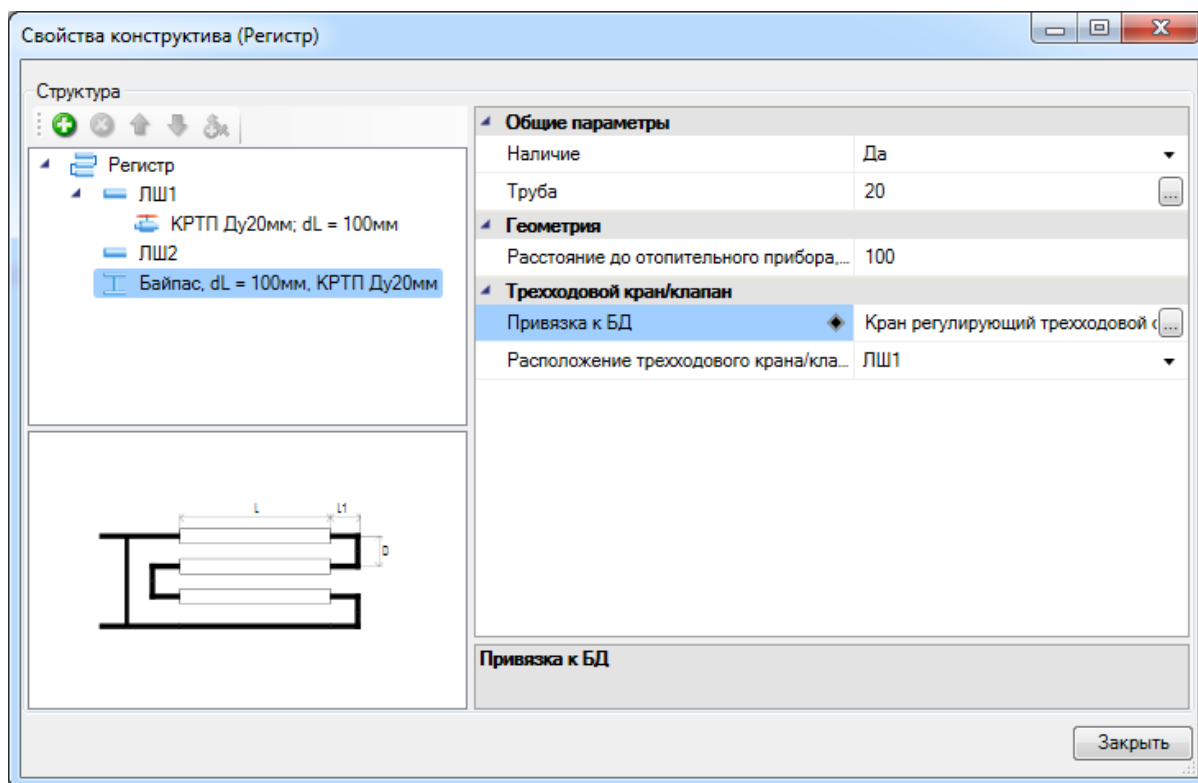 Свойства конструктива (Регистр)
Структура
Регистр
ЛШ1
КРТП Ду20мм; dL = 100мм
ЛШ2
Байпас, dL = 100мм, КРТП Ду20мм
L
L1
D
Общие параметры
Наличие Да
Труба 20 ...
Геометрия
Расстояние до отопительного прибора,... 100
Трехходовой кран/клапан
Привязка к БД Кран регулирующий трехходовой ...
Расположение трехходового крана/кла... ЛШ1
Привязка к БД
Закрыть